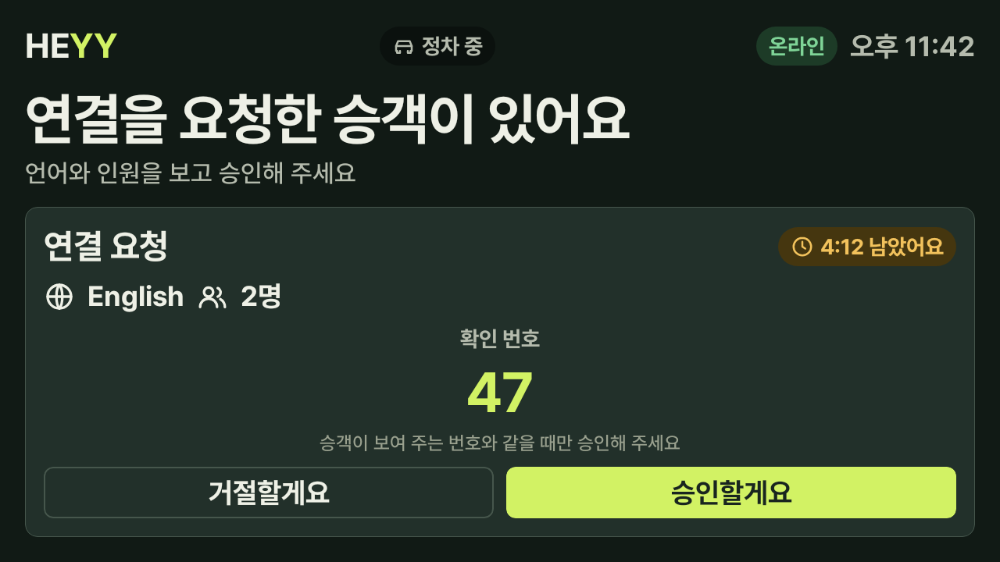 HEYY
정차 중
온라인
오후 11:42
연결을 요청한 승객이 있어요
언어와 인원을 보고 승인해 주세요
연결 요청
4:12 남았어요
English 2명
확인 번호
47
승객이 보여 주는 번호와 같을 때만 승인해 주세요
거절할게요
승인할게요